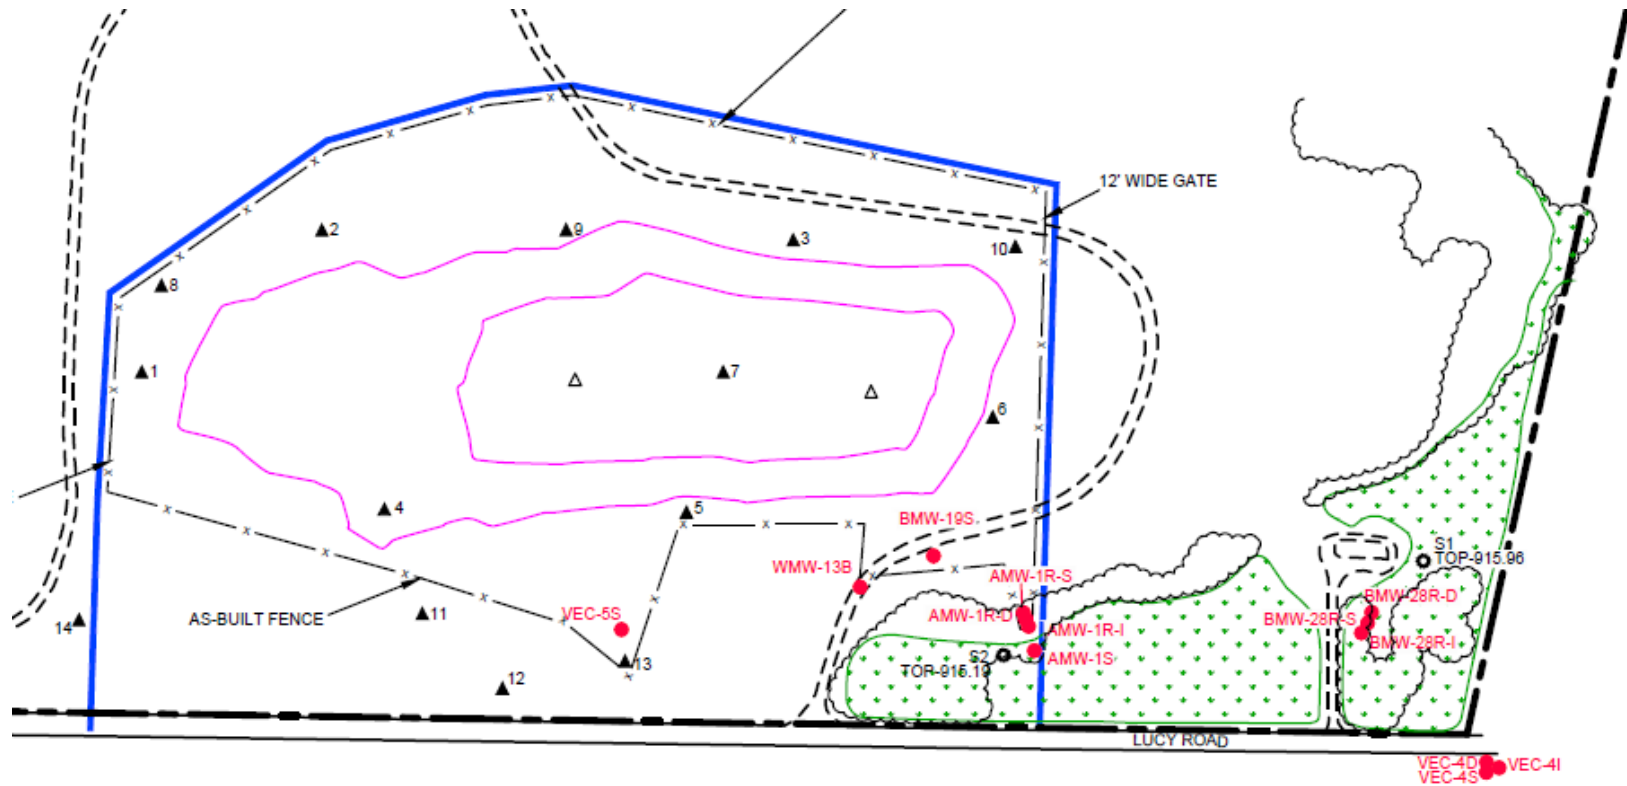 12' WIDE GATE
2
9
3
10
8
1
7
6
4
5
BMW-19S
S1
TOP-915.96
WMW-13B
AMW-1R-S
BMW-28R-D
VEC-5S
AMW-1R-D
AMW-1R-I
BMW-28R-S
BMW-28R-I
AS-BUILT FENCE
11
14
13
S2
AMW-1S
TOP-915.19
12
LUCY ROAD
VEC-4D
VEC-4I
VEC-4S